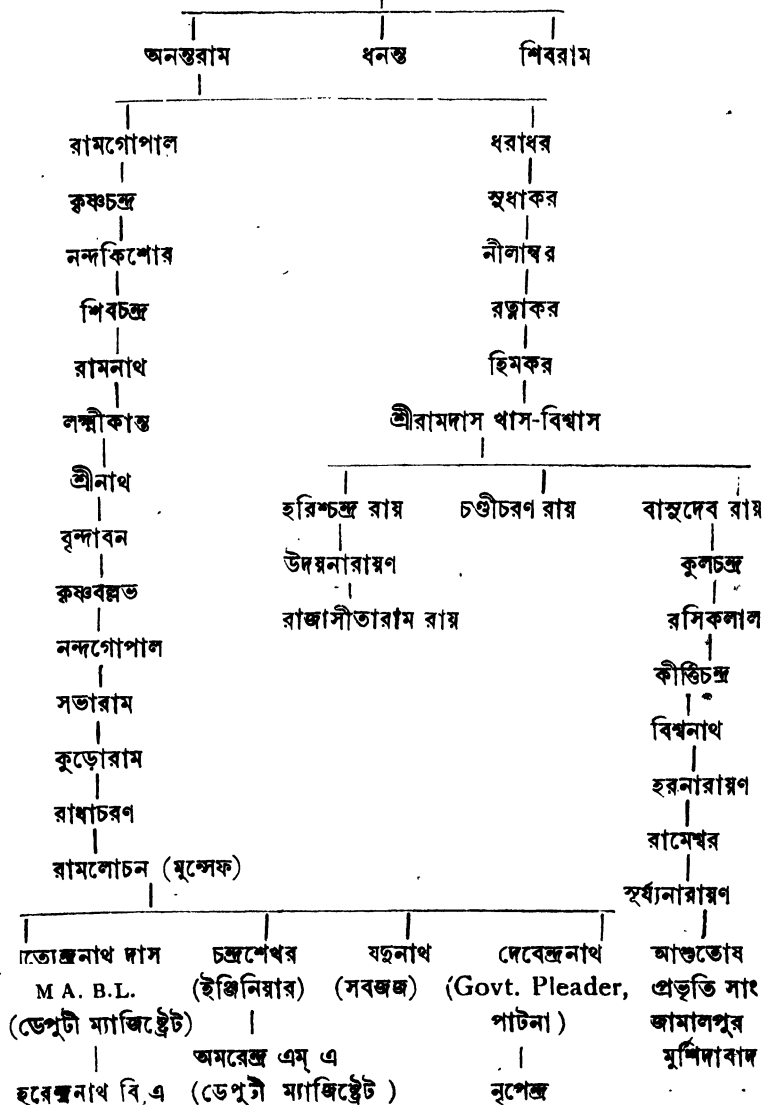 অনন্তরাম ধনন্ত শিবরাম
রামগোপাল ধরাধর
কৃষ্ণচন্দ্র সুধাকর
নন্দকিশোর নীলাম্বর
শিবচন্দ্র রত্নাকর
রামনাথ হিমকর
লক্ষ্মীকান্ত শ্রীরামদাস খাস-বিশ্বাস
শ্রীনাথ
হরিশ্চন্দ্র রায় চণ্ডীচরণ রায় বাসুদেব রায়
বৃন্দাবন
উদয়নারায়ণ কুলচন্দ্র
কৃষ্ণবল্লভ
রাজাসীতারাম রায় রসিকলাল
নন্দগোপাল
কীর্ত্তিচন্দ্র
সভারাম
বিশ্বনাথ
কুড়োরাম
হরনারায়ণ
রাধাচরণ
রামেশ্বর
রামলোচন (মুন্সেফ)
সূর্য্যনারায়ণ
নাথ দাস চন্দ্রশেখর যদুনাথ দেবেন্দ্রনাথ আশুতোষ
M A. B.L. (ইঞ্জিনিয়ার) (সবজজ) (Govt. Pleader, প্রভৃতি সাং
(ডেপুটী ম্যাজিষ্ট্রেট) পাটনা) জামালপুর
অমরেন্দ্র এম্ এ মুর্শিদাবাদ
হরেন্দ্রনাথ বি,এ (ডেপুটী ম্যাজিষ্ট্রেট ) নৃপেন্দ্র